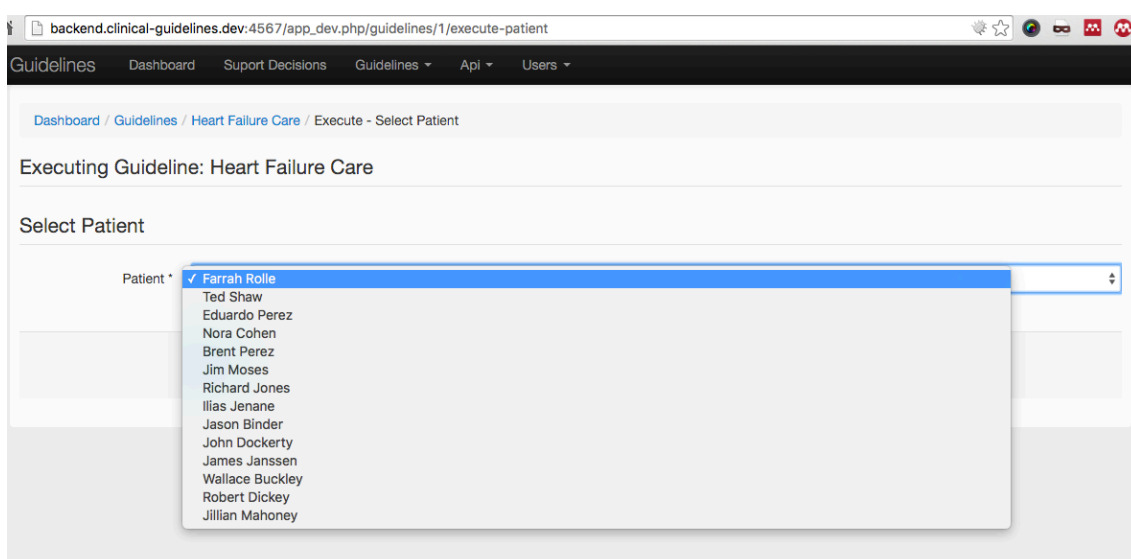 backend.clinical-guidelines.dev:4567/app_dev.php/guidelines/1/execute-patient
Guidelines Dashboard Suport Decisions Guidelines Api Users
Dashboard / Guidelines / Heart Failure Care / Execute - Select Patient
Executing Guideline: Heart Failure Care
Select Patient
Patient * ✓ Farrah Rolle
Ted Shaw
Eduardo Perez
Nora Cohen
Brent Perez
Jim Moses
Richard Jones
Ilias Jenane
Jason Binder
John Dockerty
James Janssen
Wallace Buckley
Robert Dickey
Jillian Mahoney